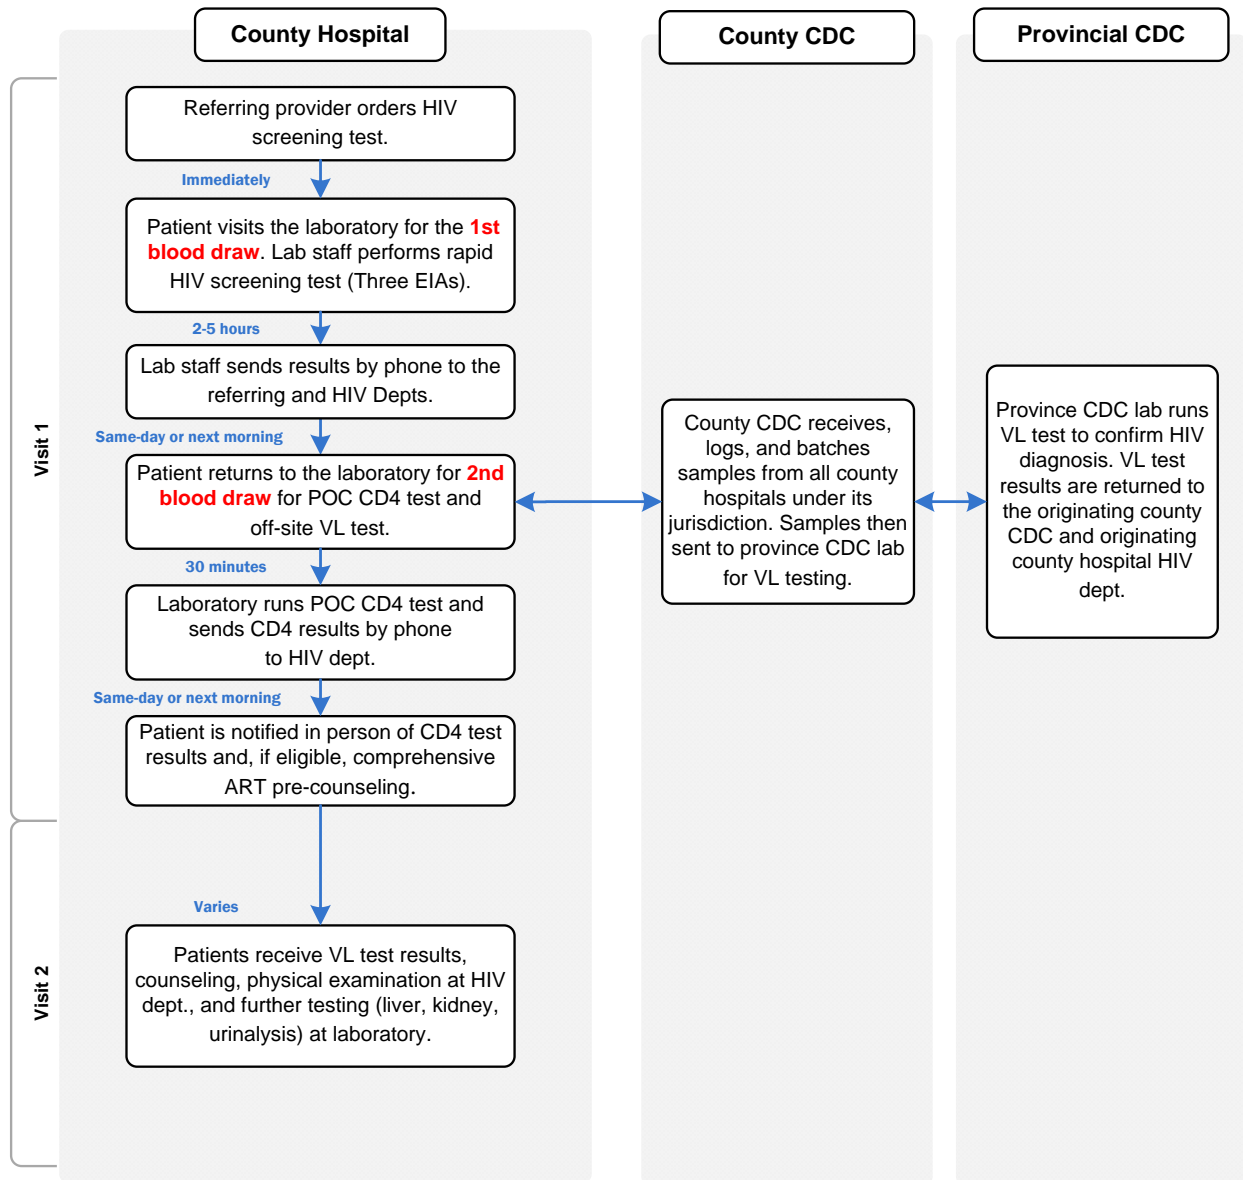 County Hospital
County CDC
Provincial CDC
Visit 1
Referring provider orders HIV
screening test.
Immediately
Patient visits the laboratory for the 1st
blood draw. Lab staff performs rapid
HIV screening test (Three EIAs).
2-5 hours
Lab staff sends results by phone to the
referring and HIV Depts.
Same-day or next morning
Patient returns to the laboratory for 2nd
blood draw for POC CD4 test and
off-site VL test.
30 minutes
Laboratory runs POC CD4 test and
sends CD4 results by phone
to HIV dept.
Same-day or next morning
Patient is notified in person of CD4 test
results and, if eligible, comprehensive
ART pre-counseling.
Visit 2
Varies
Patients receive VL test results,
counseling, physical examination at HIV
dept., and further testing (liver, kidney,
urinalysis) at laboratory.
County CDC receives,
logs, and batches
samples from all county
hospitals under its
jurisdiction. Samples then
sent to province CDC lab
for VL testing.
Province CDC lab runs
VL test to confirm HIV
diagnosis. VL test
results are returned to
the originating county
CDC and originating
county hospital HIV
dept.